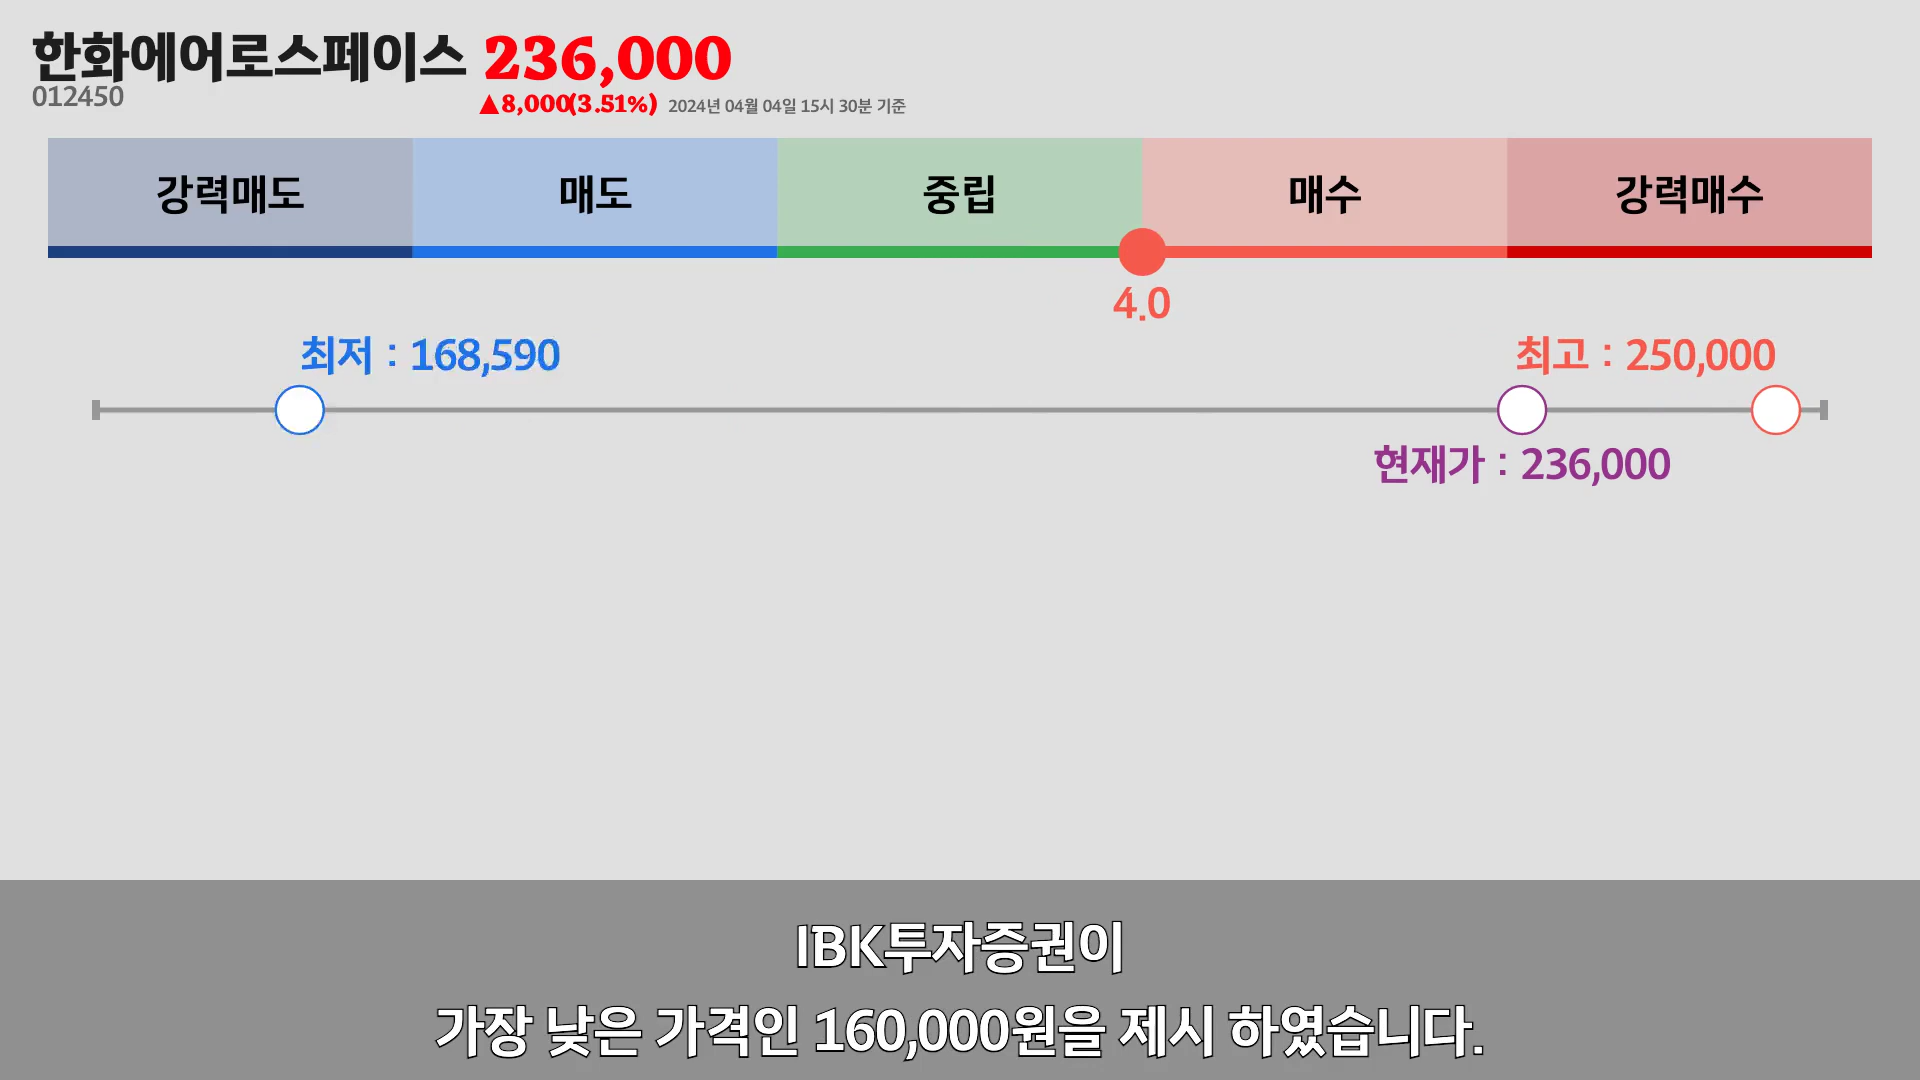 한화에어로스페이스 236,000
012450
▲8,000(3.51%) 2024년 04월 04일 15시 30분 기준
강력매도 매도 중립 매수 강력매수
4.0
최저 : 168,590 최고 : 250,000
현재가 : 236,000
IBK투자증권이
가장 낮은 가격인 160,000원을 제시 하였습니다.